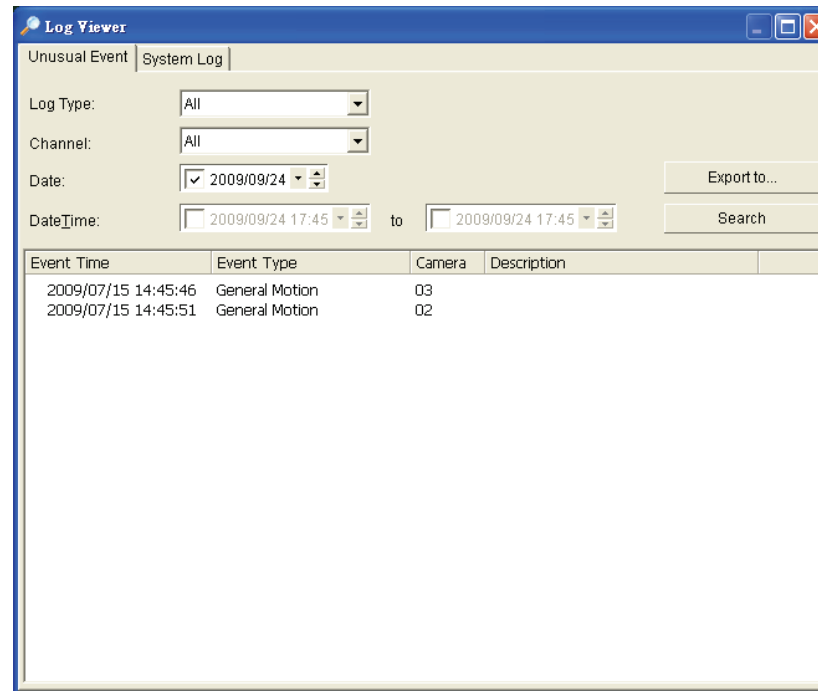 Log Viewer
Unusual Event System Log
Log Type: All
Channel: All
Date: 2009/09/24 Export to...
DateTime: 2009/09/24 17:45 to 2009/09/24 17:45 Search
Event Time Event Type Camera Description
2009/07/15 14:45:46 General Motion 03
2009/07/15 14:45:51 General Motion 02